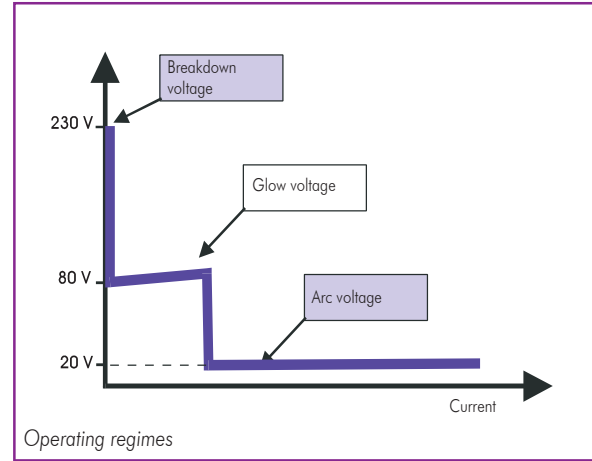 Breakdown
voltage
230 V
Glow voltage
80 V
Arc voltage
20 V
Current
Operating regimes